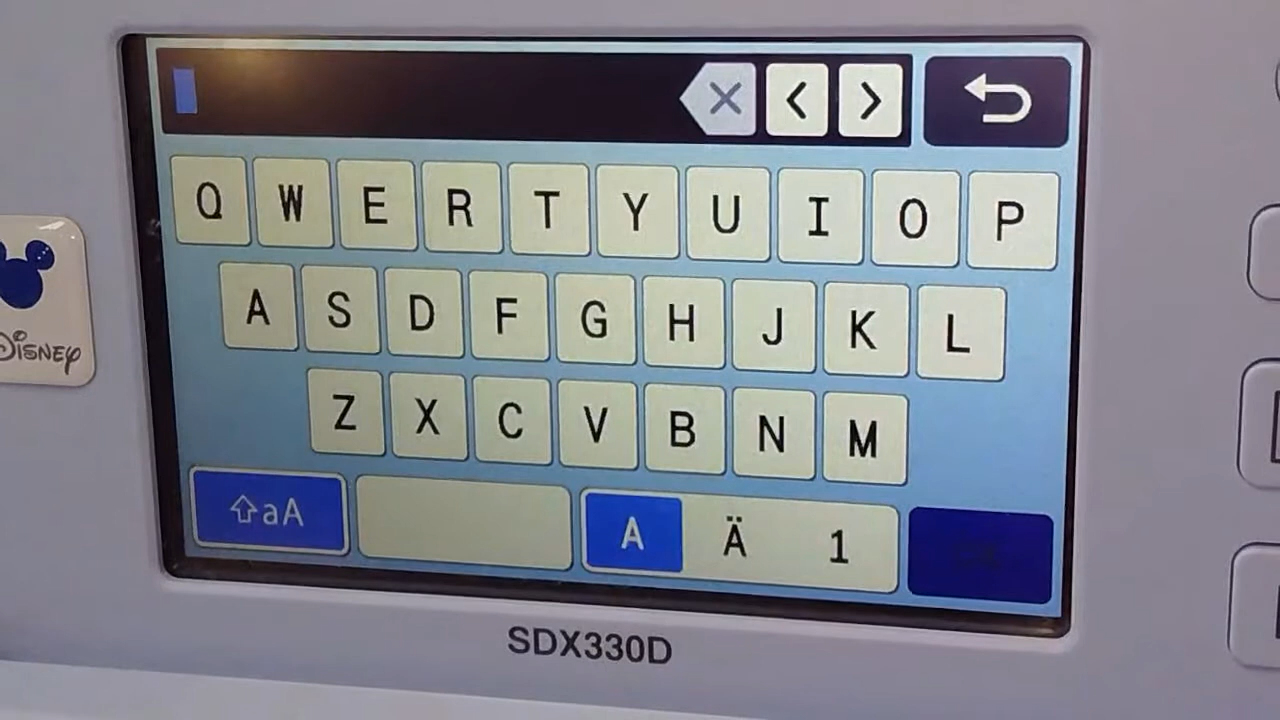 Q W E R T Y U I O P
A S D F G H J K L
Disney
Z X C V B N M
aA A Ä 1
SDX330D